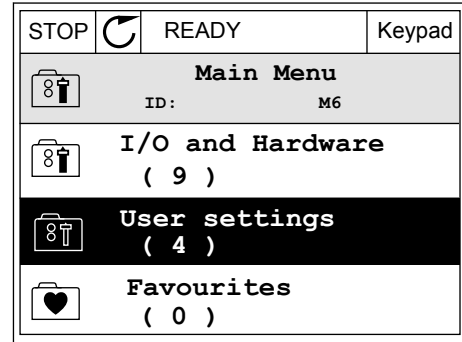 STOP READY Keypad
Main Menu
ID: M6
I/O and Hardware
( 9 )
User settings
( 4 )
Favourites
( 0 )